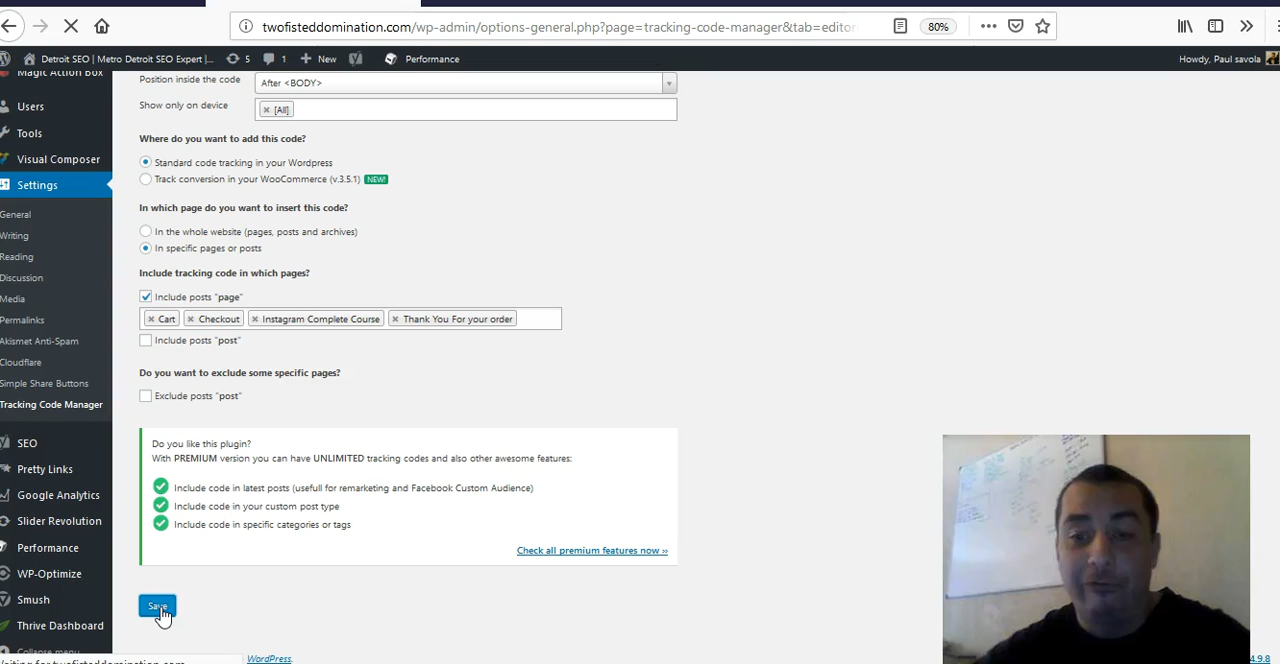 twofisteddomination.com/wp-admin/options-general.php?page=tracking-code-manager&tab=editor
80%
Detroit SEO | Metro Detroit SEO Expert |...
5
1
New
Performance
Howdy, Paul savola
Magic Action Box
Users
Tools
Visual Composer
Settings
General
Writing
Reading
Discussion
Media
Permalinks
Akismet Anti-Spam
Cloudflare
Simple Share Buttons
Tracking Code Manager
SEO
Pretty Links
Google Analytics
Slider Revolution
Performance
WP-Optimize
Smush
Thrive Dashboard
Collapse menu
Position inside the code
After <BODY>
Show only on device
× [All]
Where do you want to add this code?
Standard code tracking in your Wordpress
Track conversion in your WooCommerce (v.3.5.1) NEW!
In which page do you want to insert this code?
In the whole website (pages, posts and archives)
In specific pages or posts
Include tracking code in which pages?
Include posts "page"
× Cart × Checkout × Instagram Complete Course × Thank You For your order
Include posts "post"
Do you want to exclude some specific pages?
Exclude posts "post"
Do you like this plugin?
With PREMIUM version you can have UNLIMITED tracking codes and also other awesome features:
Include code in latest posts (usefull for remarketing and Facebook Custom Audience)
Include code in your custom post type
Include code in specific categories or tags
Check all premium features now »
Save
WordPress.
4.9.8